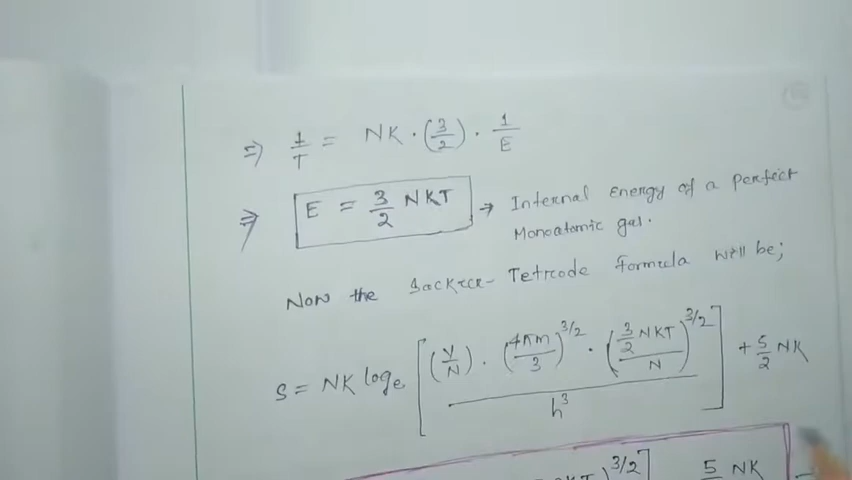 ⇒ 1/T = NK · (3/2) · 1/E
⇒ E = 3/2 NKT → Internal energy of a perfect
Monoatomic gas.
Now the Sackur-Tetrode formula will be;
S = NK logₑ [ (V/N) · (4πm/3)^3/2 · (3/2 NKT / N)^3/2 / h³ ] + 5/2 NK
)^3/2 ] 5 NK